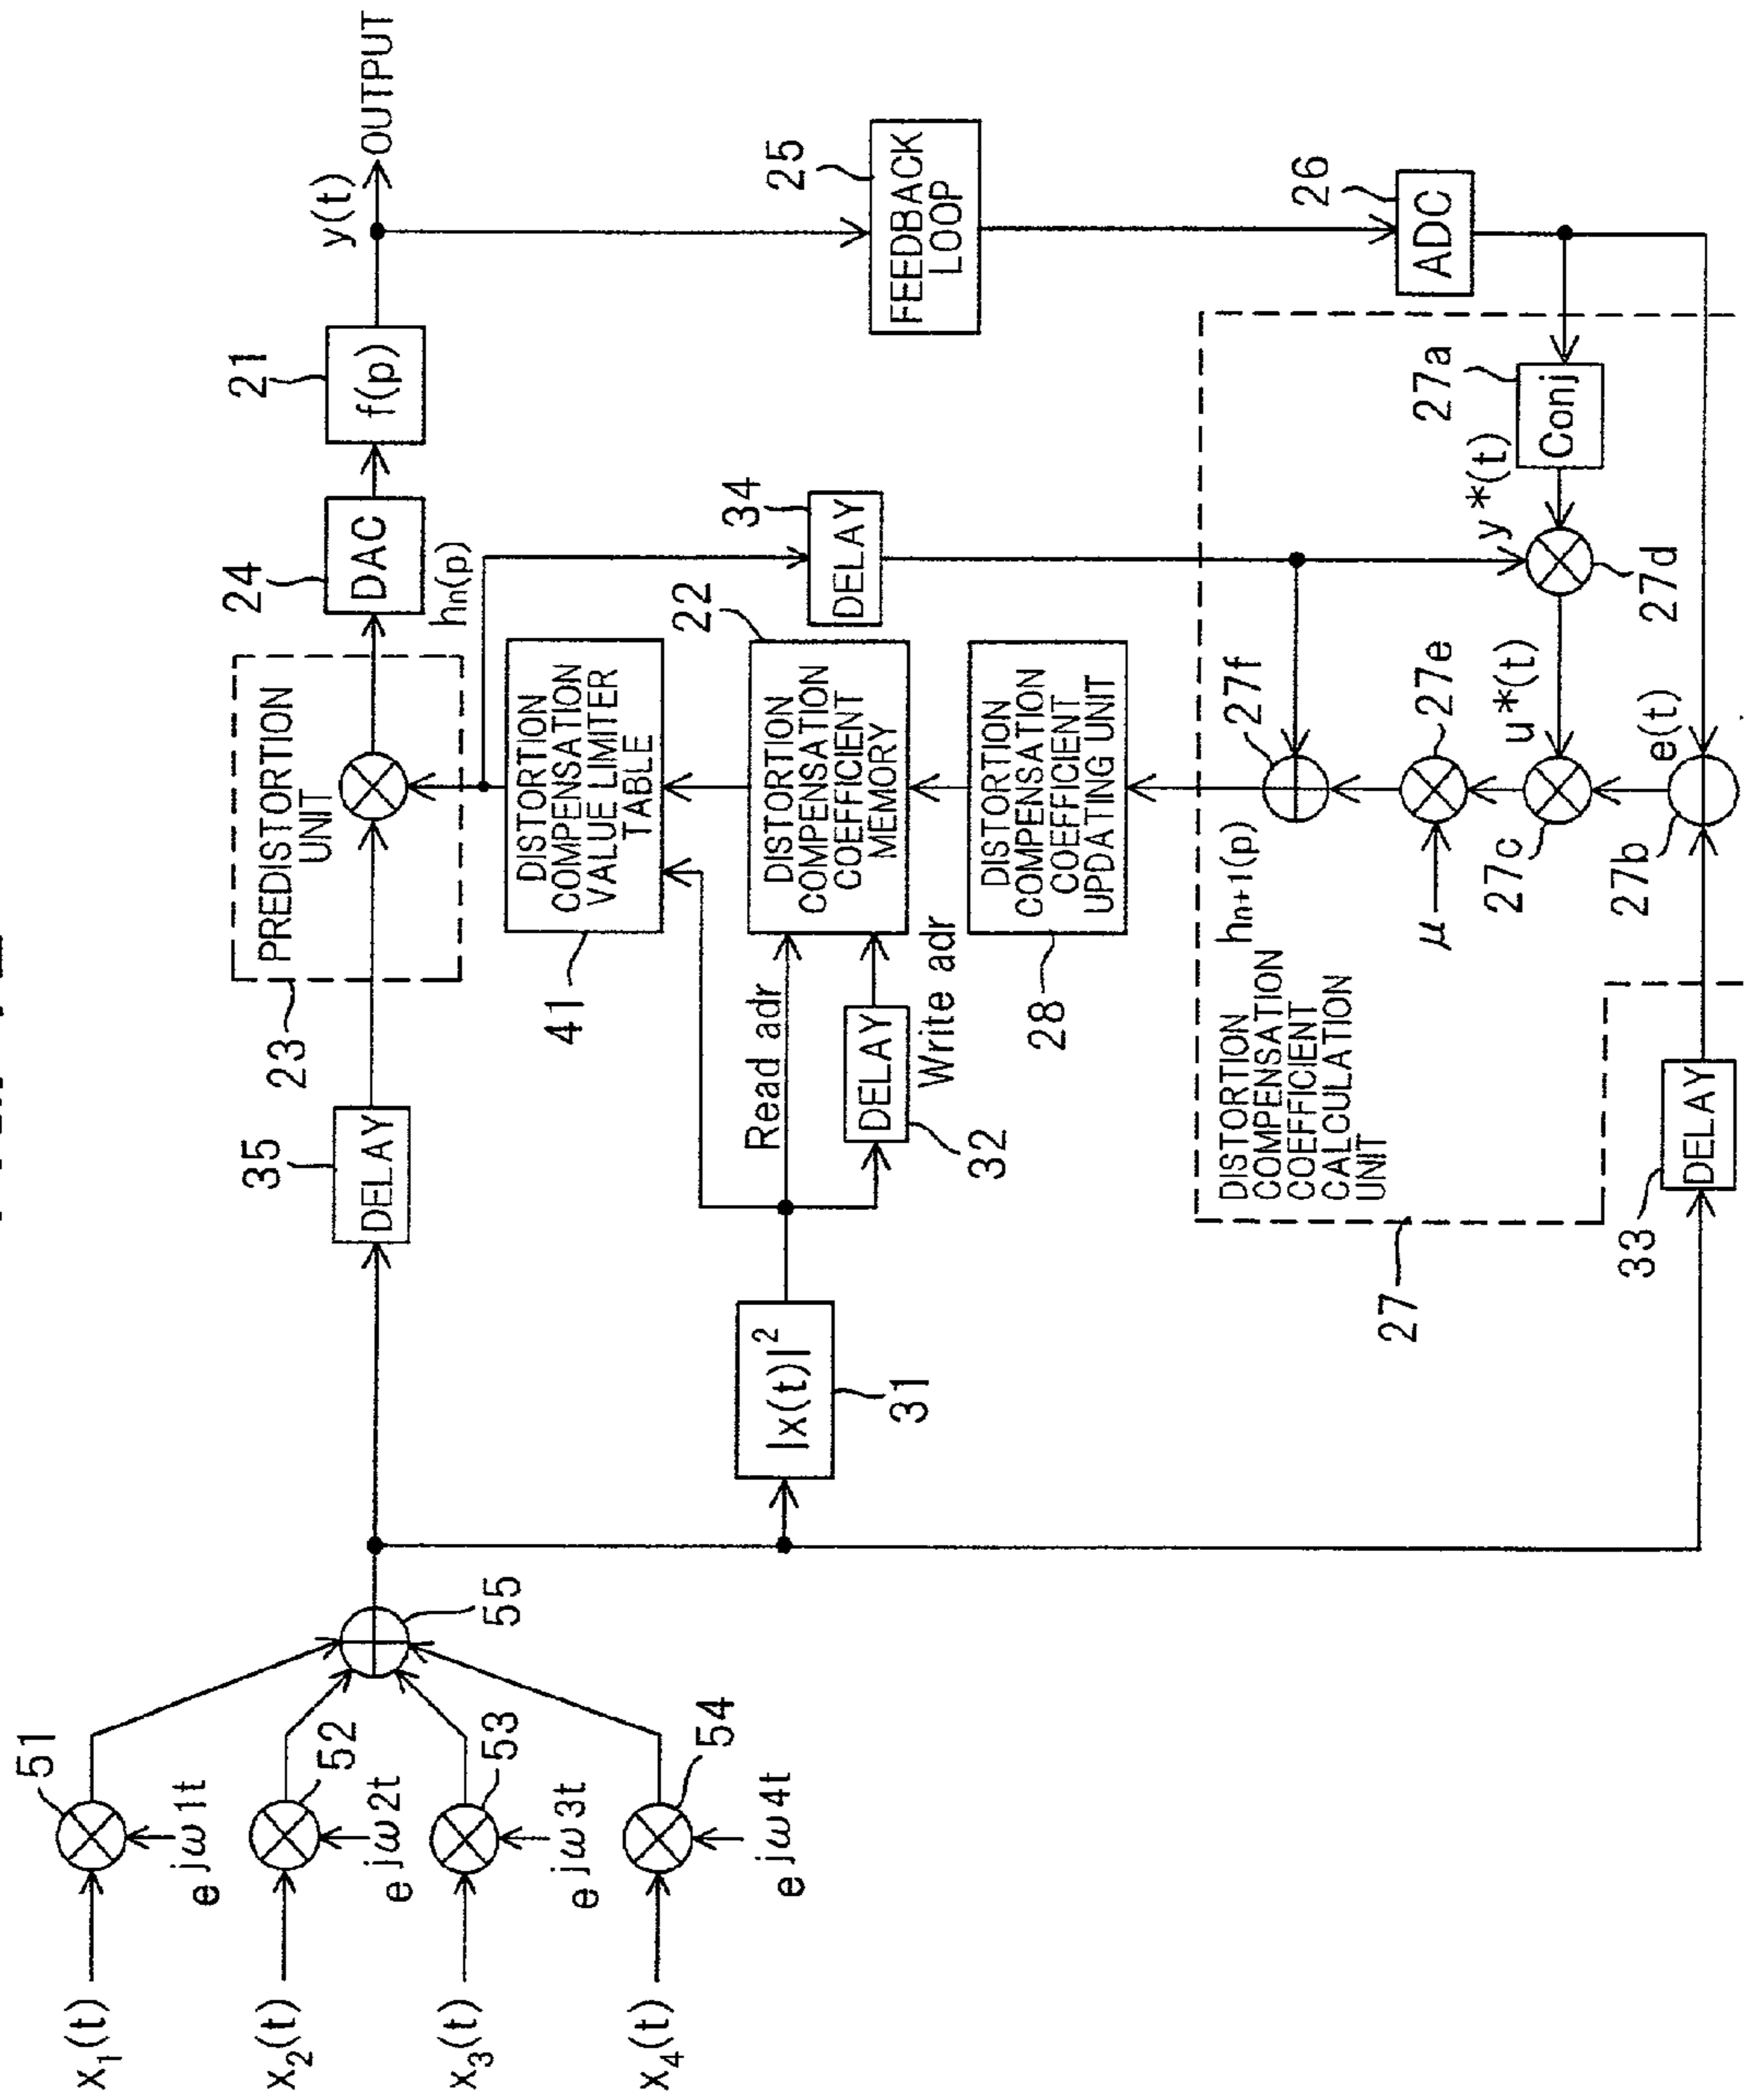 x1(t)
51
e jω1t
x2(t)
52
e jω2t
x3(t)
53
e jω3t
x4(t)
54
e jω4t
55
35
DELAY
23
PREDISTORTION
UNIT
24
DAC
21
f(p)
y(t)
OUTPUT
hn(p)
41
DISTORTION
COMPENSATION
VALUE LIMITER
TABLE
|x(t)|2
31
Read adr
DELAY
32
Write adr
22
DISTORTION
COMPENSATION
COEFFICIENT
MEMORY
34
DELAY
25
FEEDBACK
LOOP
28
DISTORTION
COMPENSATION
COEFFICIENT
UPDATING UNIT
26
ADC
27
DISTORTION
COMPENSATION
COEFFICIENT
CALCULATION
UNIT
hn+1(p)
27f
μ
27e
27c
u*(t)
27d
y*(t)
27a
Conj
27b
e(t)
33
DELAY